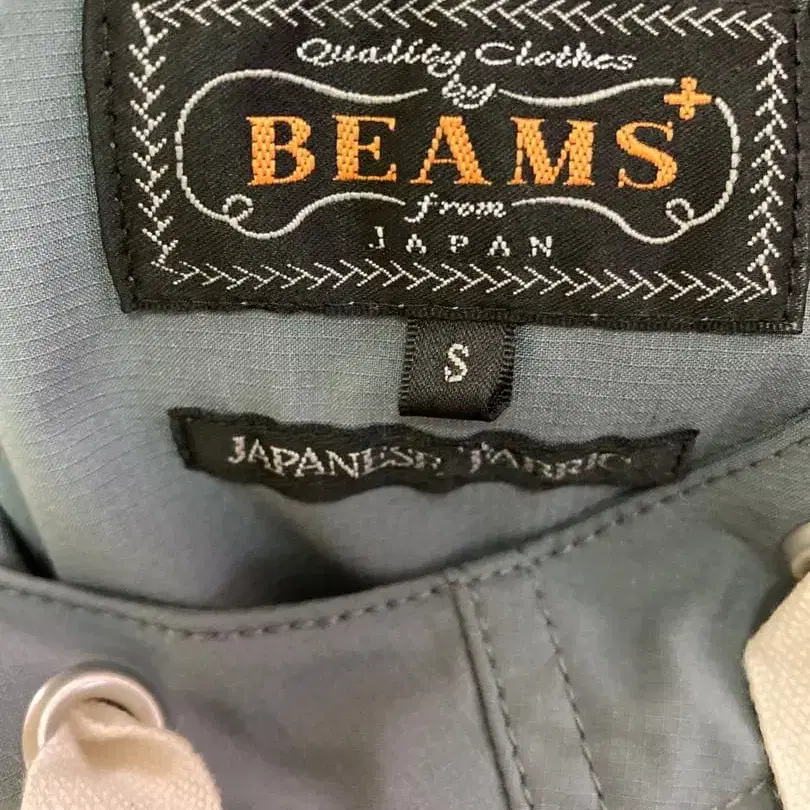 Quality Clothes
by
BEAMS+
from
JAPAN
S
JAPANESE FABRIC